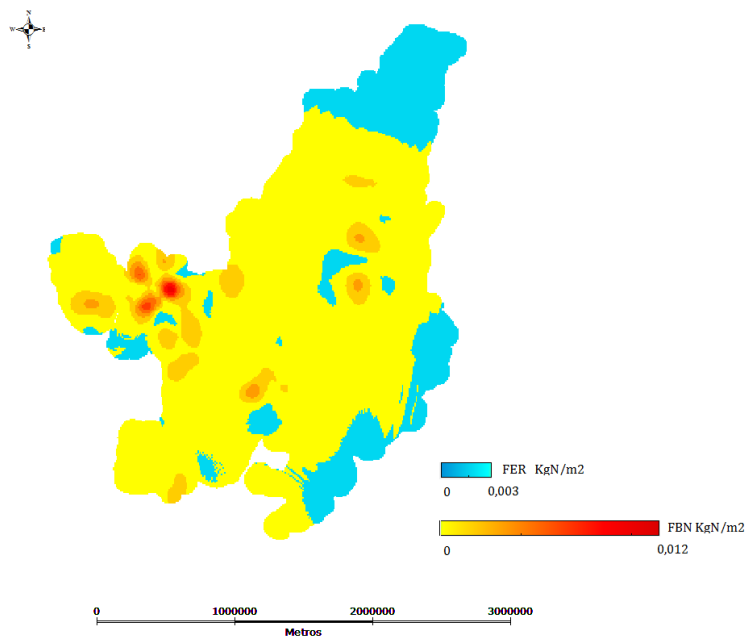 N
W E
S
FER KgN/m2
0 0,003
FBN KgN/m2
0 0,012
0 1000000 2000000 3000000
Metros